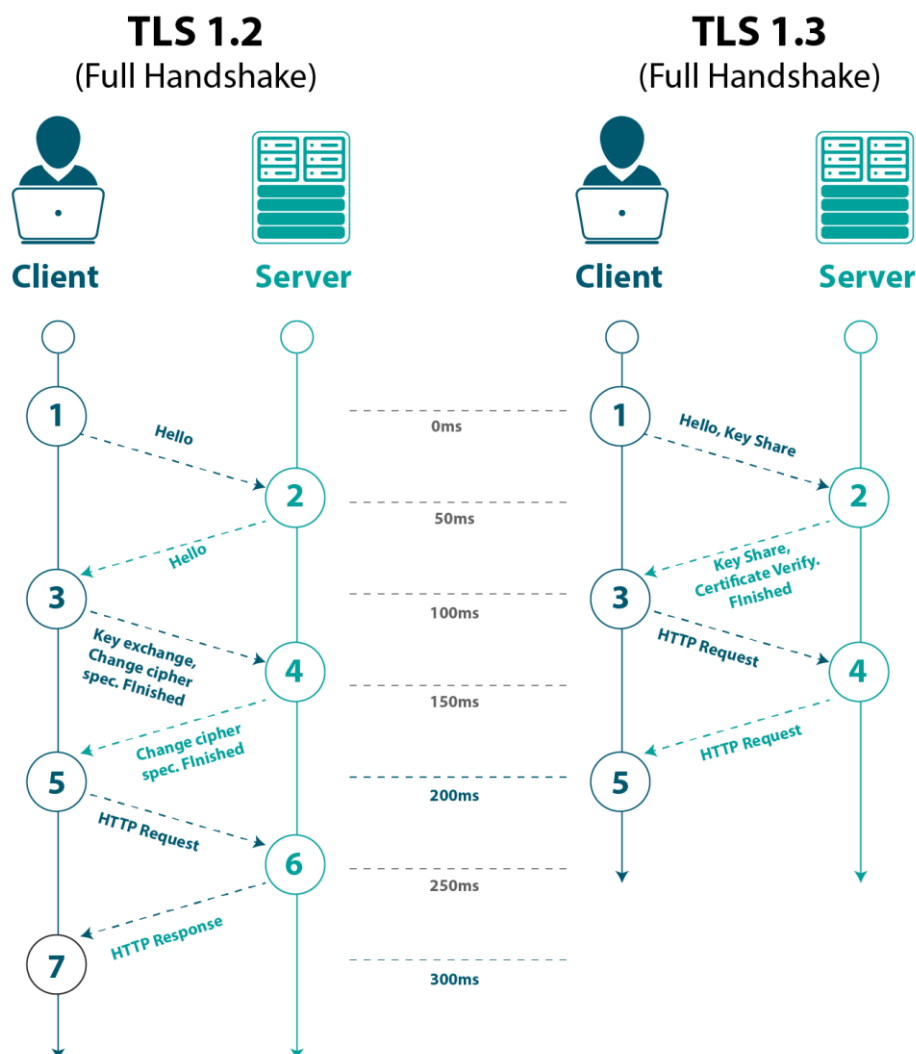 TLS 1.2
(Full Handshake)
Client
Server
1
Hello
2
Hello
3
Key exchange,
Change cipher
spec. FInished
4
Change cipher
spec. FInished
5
HTTP Request
6
HTTP Response
7
0ms
50ms
100ms
150ms
200ms
250ms
300ms
TLS 1.3
(Full Handshake)
Client
Server
1
Hello, Key Share
2
Key Share,
Certificate Verify.
FInished
3
HTTP Request
4
HTTP Request
5